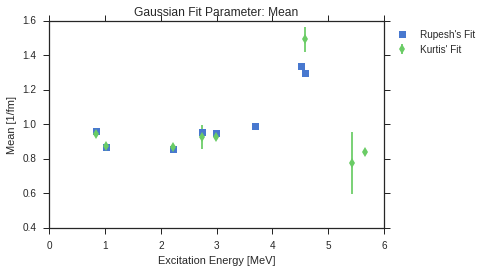 Gaussian Fit Parameter: Mean
1.6
1.4
1.2
1.0
0.8
0.6
0.4
Mean [1/fm]
0 1 2 3 4 5 6
Excitation Energy [MeV]
Rupesh's Fit
Kurtis' Fit